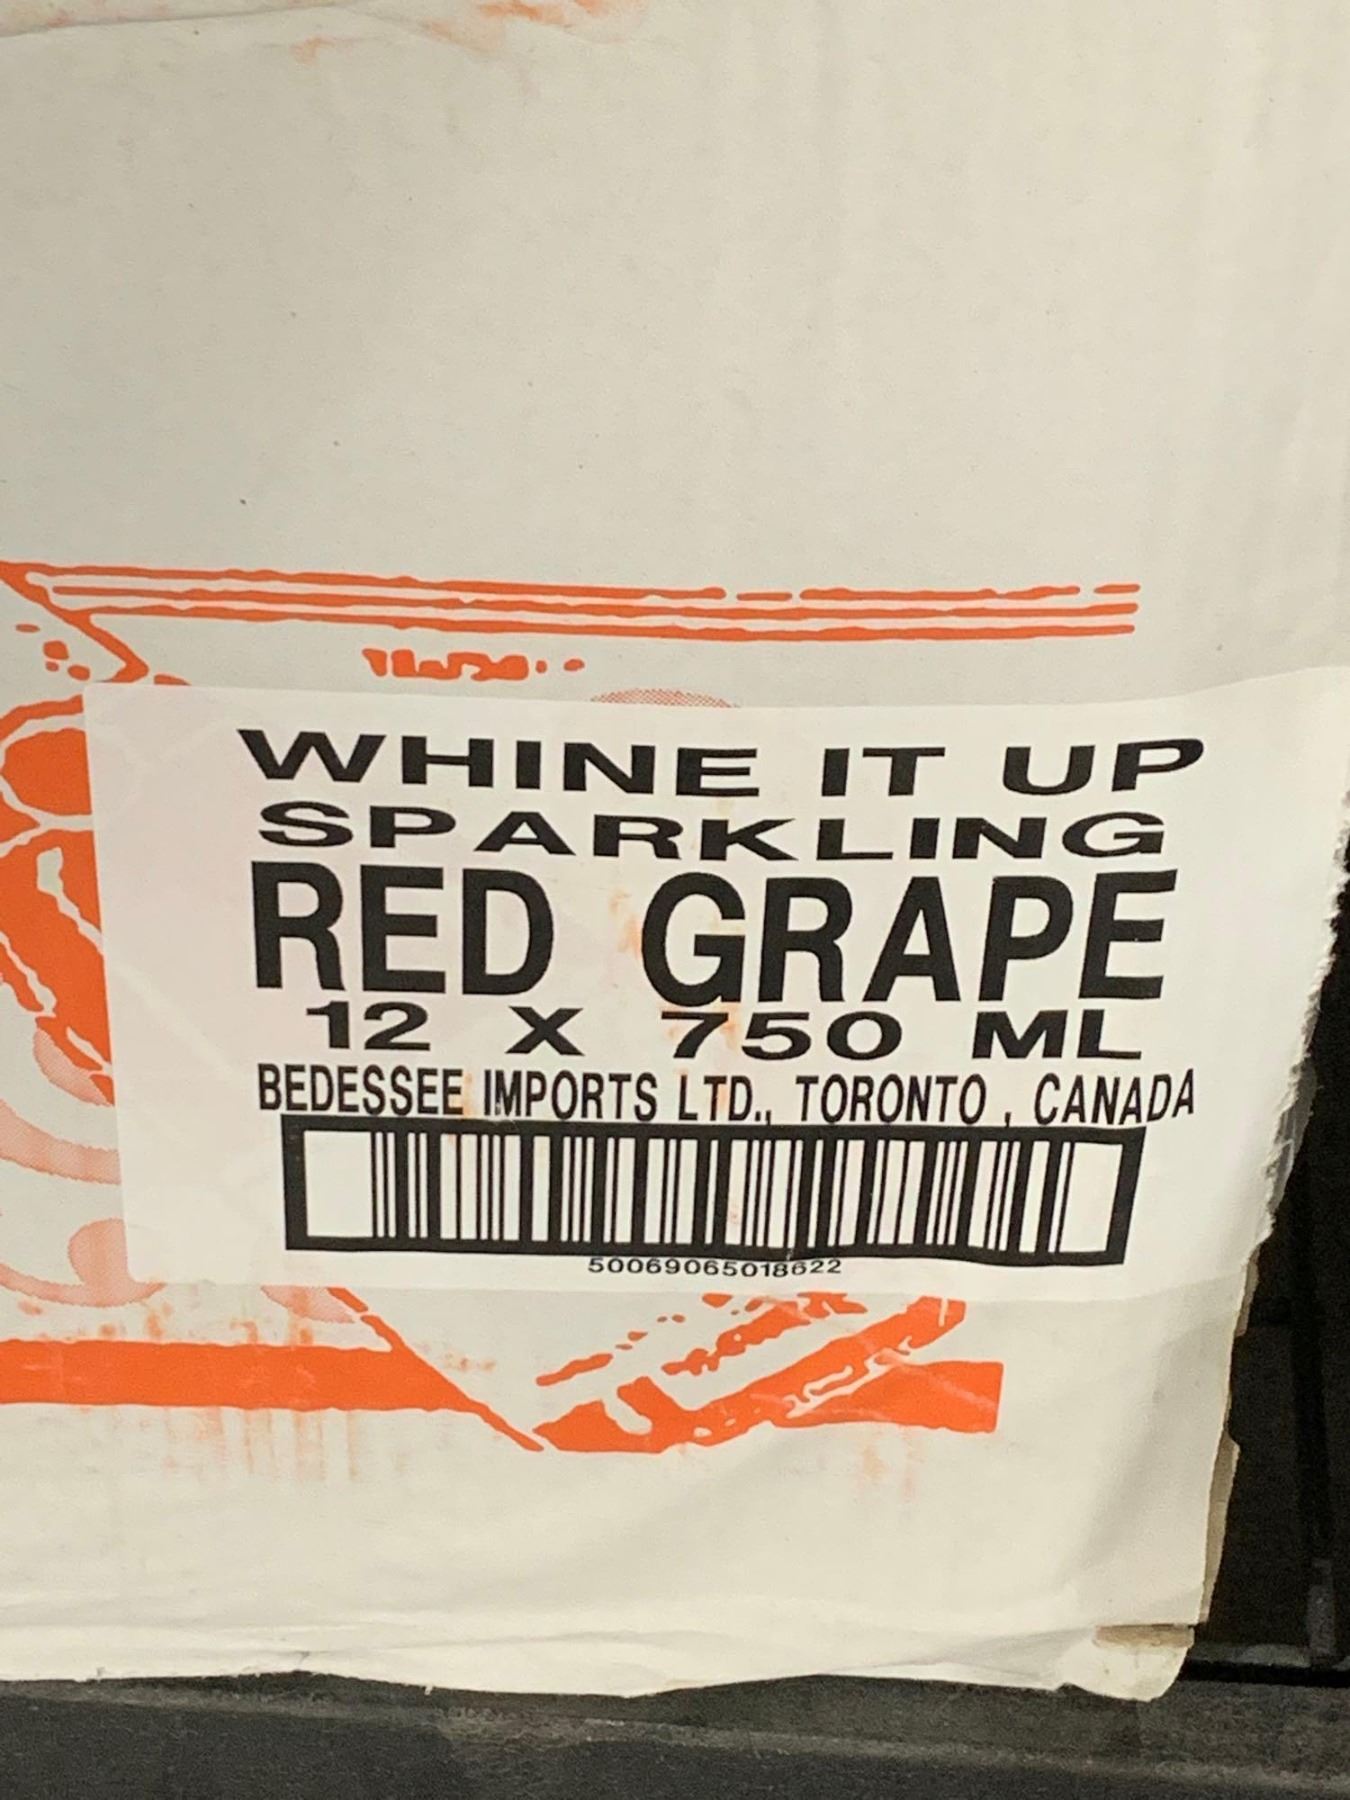 WHINE IT UP
SPARKLING
RED GRAPE
12 X 750 ML
BEDESSEE IMPORTS LTD., TORONTO , CANADA
50069065018622